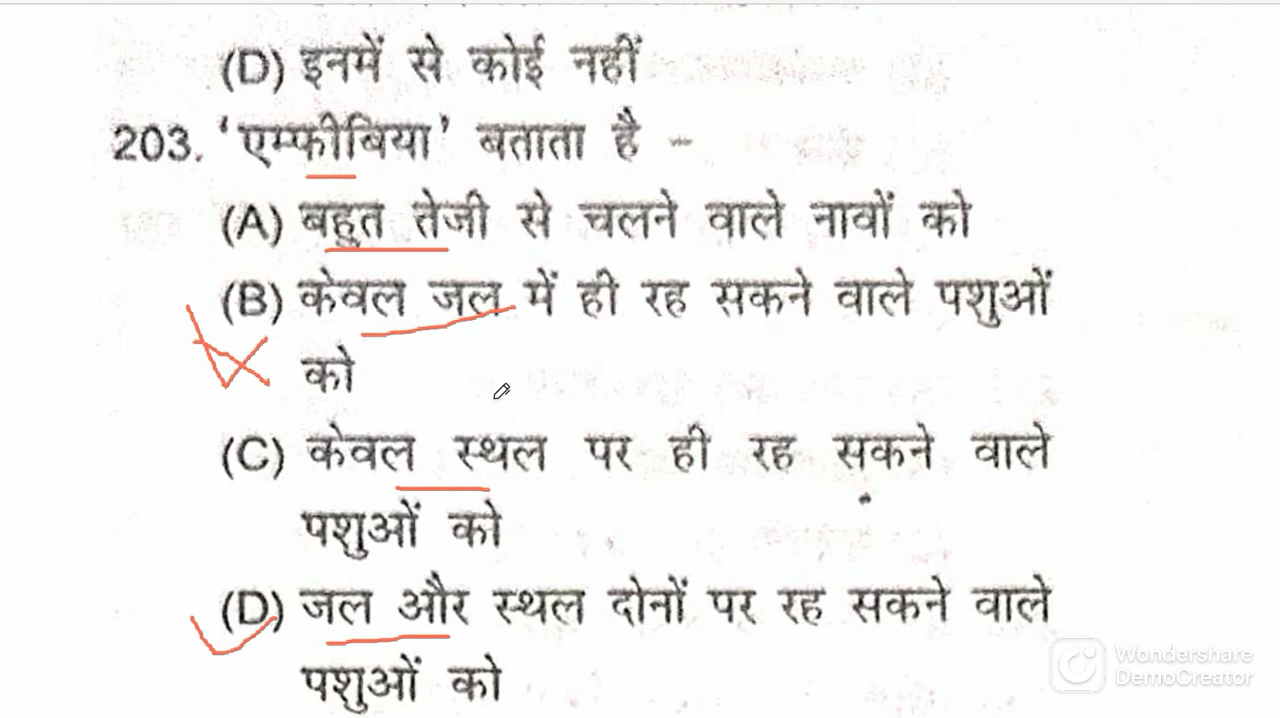 (D) इनमें से कोई नहीं
203. 'एम्फीबिया' बताता है -
(A) बहुत तेजी से चलने वाले नावों को
(B) केवल जल में ही रह सकने वाले पशुओं
को
(C) केवल स्थल पर ही रह सकने वाले
पशुओं को
(D) जल और स्थल दोनों पर रह सकने वाले
पशुओं को
Wondershare
DemoCreator